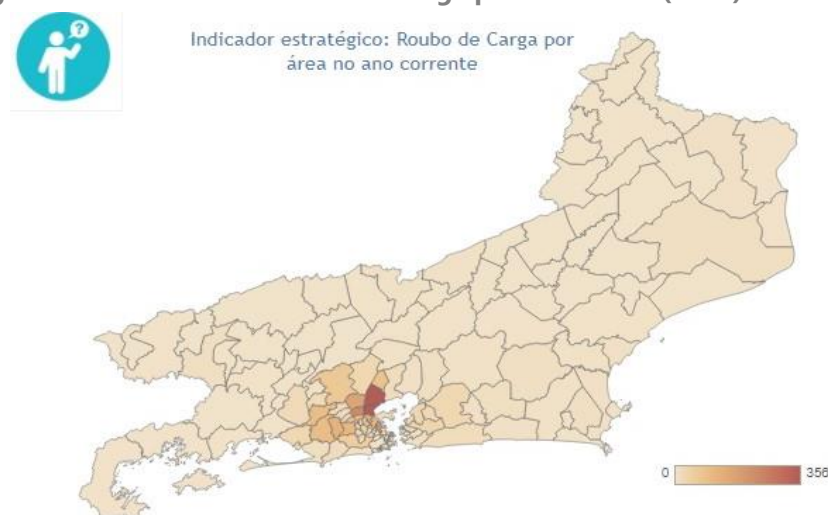 ?
Indicador estratégico: Roubo de Carga por
área no ano corrente
0
356